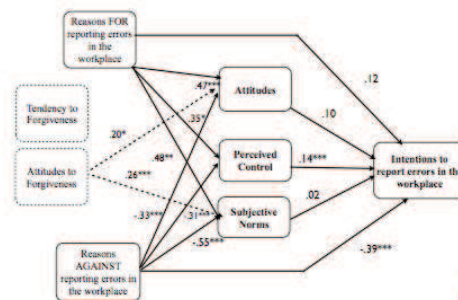 Reasons FOR
reporting errors in
the workplace
Tendency to
Forgiveness
Attitudes to
Forgiveness
Reasons
AGAINST
reporting errors in
the workplace
Attitudes
Perceived
Control
Subjective
Norms
Intentions to
report errors in the
workplace
.47***
.35*
.20*
.48**
.26***
-.33***
-.31***
-.55***
.12
.10
.14***
.02
-.39***